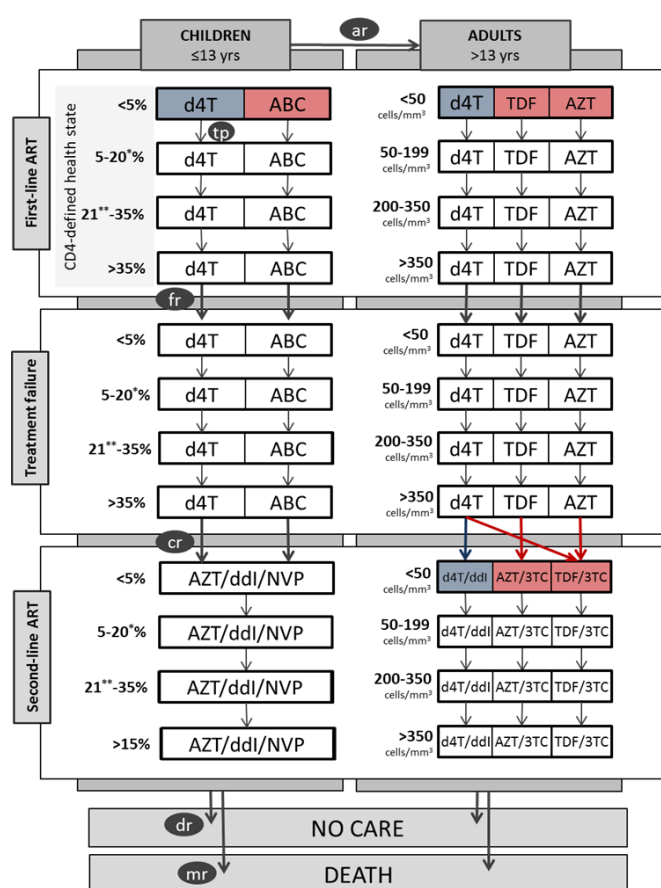 CHILDREN
≤13 yrs
ar
ADULTS
>13 yrs
First-line ART
CD4-defined health state
<5%
d4T ABC
tp
5-20*%
d4T ABC
21**-35%
d4T ABC
>35%
d4T ABC
fr
<50
cells/mm³
d4T TDF AZT
50-199
cells/mm³
d4T TDF AZT
200-350
cells/mm³
d4T TDF AZT
>350
cells/mm³
d4T TDF AZT
Treatment failure
<5%
d4T ABC
5-20*%
d4T ABC
21**-35%
d4T ABC
>35%
d4T ABC
cr
<50
cells/mm³
d4T TDF AZT
50-199
cells/mm³
d4T TDF AZT
200-350
cells/mm³
d4T TDF AZT
>350
cells/mm³
d4T TDF AZT
Second-line ART
<5%
AZT/ddI/NVP
5-20*%
AZT/ddI/NVP
21**-35%
AZT/ddI/NVP
>15%
AZT/ddI/NVP
<50
cells/mm³
d4T/ddI AZT/3TC TDF/3TC
50-199
cells/mm³
d4T/ddI AZT/3TC TDF/3TC
200-350
cells/mm³
d4T/ddI AZT/3TC TDF/3TC
>350
cells/mm³
d4T/ddI AZT/3TC TDF/3TC
dr
NO CARE
mr
DEATH